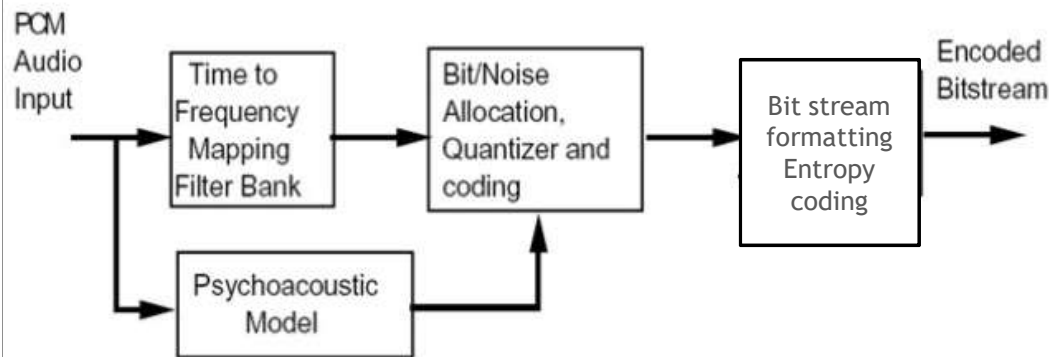 PCM
Audio
Input
Time to
Frequency
Mapping
Filter Bank
Bit/Noise
Allocation,
Quantizer and
coding
Bit stream
formatting
Entropy
coding
Encoded
Bitstream
Psychoacoustic
Model